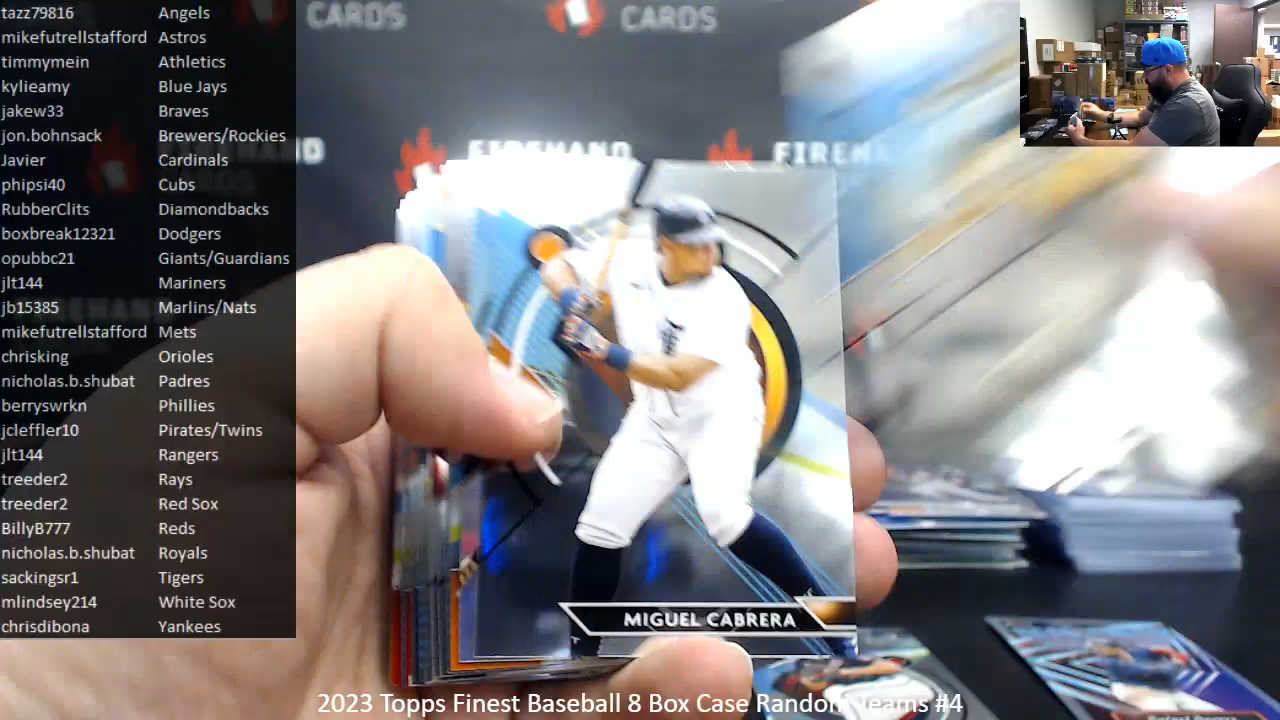 tazz79816 Angels
mikefutrellstafford Astros
timmymein Athletics
kylieamy Blue Jays
jakew33 Braves
jon.bohnsack Brewers/Rockies
Javier Cardinals
phipsi40 Cubs
RubberClits Diamondbacks
boxbreak12321 Dodgers
opubbc21 Giants/Guardians
jlt144 Mariners
jb15385 Marlins/Nats
mikefutrellstafford Mets
chrisking Orioles
nicholas.b.shubat Padres
berryswrkn Phillies
jcleffler10 Pirates/Twins
jlt144 Rangers
treeder2 Rays
treeder2 Red Sox
BillyB777 Reds
nicholas.b.shubat Royals
sackingsr1 Tigers
mlindsey214 White Sox
chrisdibona Yankees
CARDS
CARDS
FIREHAND
MIGUEL CABRERA
2023 Topps Finest Baseball 8 Box Case Random Teams #4